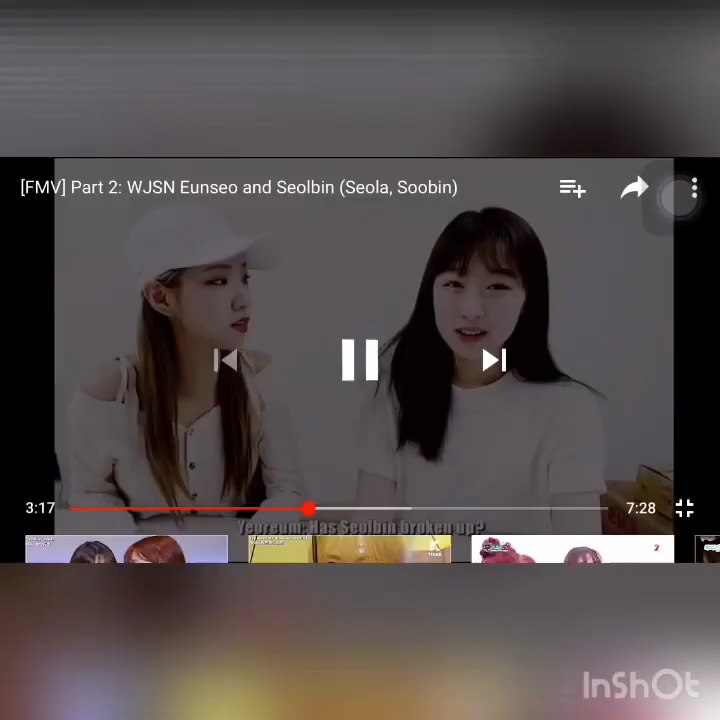 [FMV] Part 2: WJSN Eunseo and Seolbin (Seola, Soobin)
3:17
7:28
Yeoreum: Has Seolbin broken up?
2
InShOt